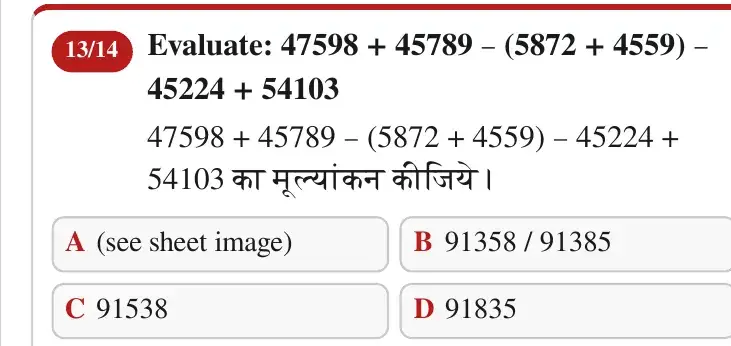 13/14 Evaluate: 47598 + 45789 – (5872 + 4559) –
45224 + 54103
47598 + 45789 – (5872 + 4559) – 45224 +
54103 का मूल्यांकन कीजिये।
A (see sheet image)
B 91358 / 91385
C 91538
D 91835